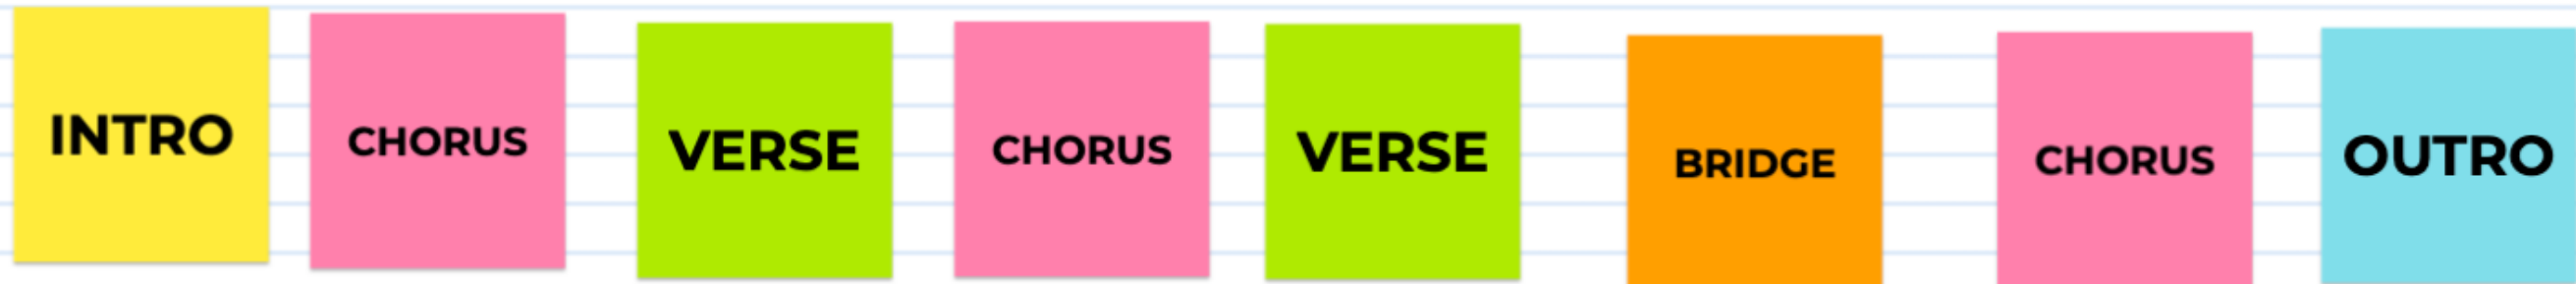 INTRO
CHORUS
VERSE
CHORUS
VERSE
BRIDGE
CHORUS
OUTRO